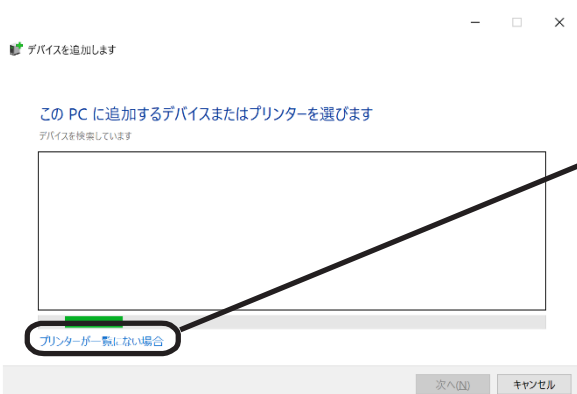 デバイスを追加します
この PC に追加するデバイスまたはプリンターを選びます
デバイスを検索しています
プリンターが一覧にない場合
次へ(N) キャンセル